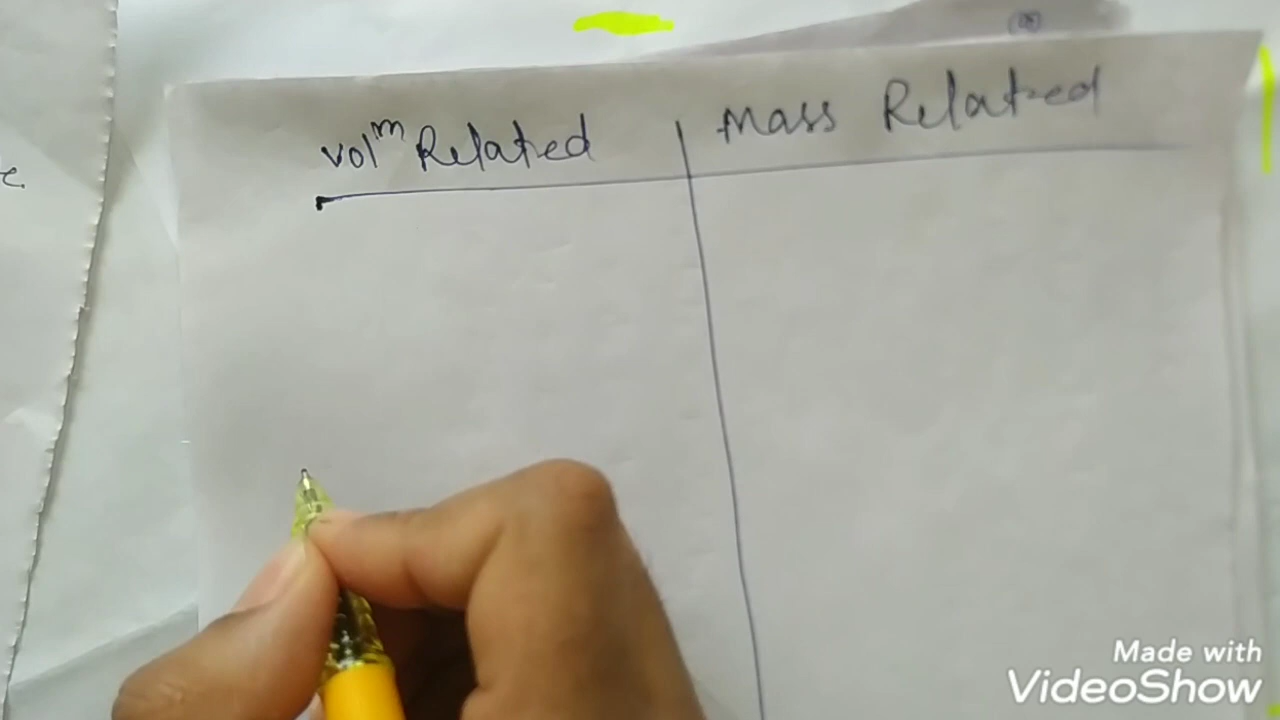 volᵐ Related
Mass Related
e.
Made with
VideoShow